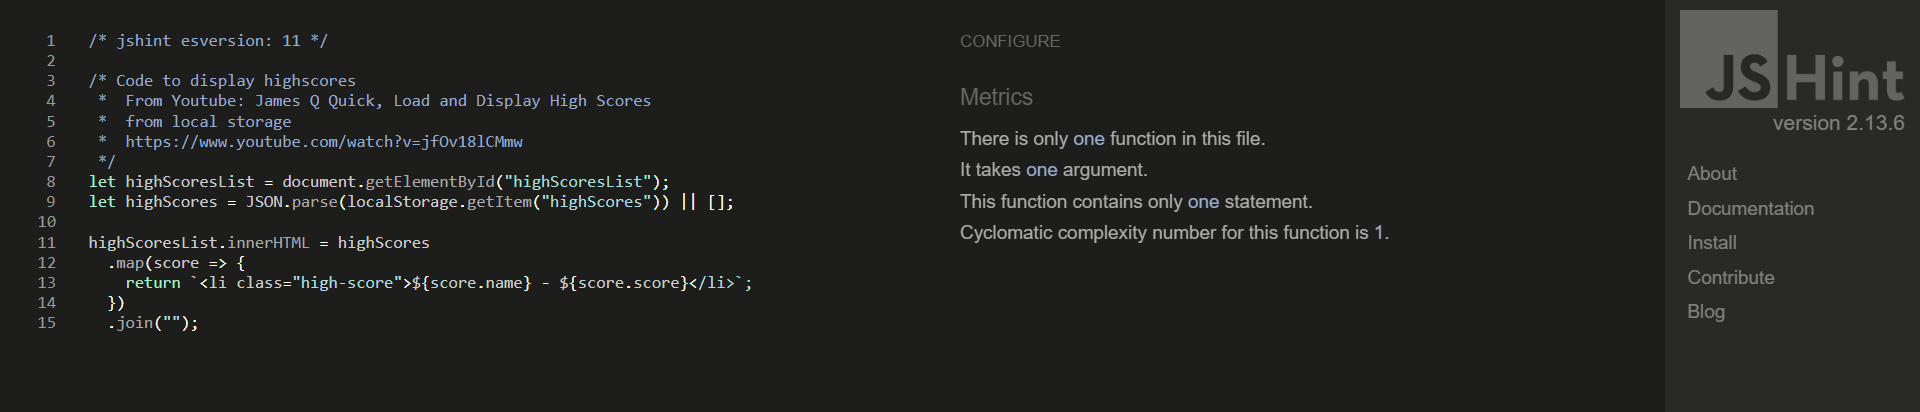 1 /* jshint esversion: 11 */
2
3 /* Code to display highscores
4 * From Youtube: James Q Quick, Load and Display High Scores
5 * from local storage
6 * https://www.youtube.com/watch?v=jfOv18lCMmw
7 */
8 let highScoresList = document.getElementById("highScoresList");
9 let highScores = JSON.parse(localStorage.getItem("highScores")) || [];
10
11 highScoresList.innerHTML = highScores
12 .map(score => {
13 return `<li class="high-score">${score.name} - ${score.score}</li>`;
14 })
15 .join("");
CONFIGURE
Metrics
There is only one function in this file.
It takes one argument.
This function contains only one statement.
Cyclomatic complexity number for this function is 1.
JSHint
version 2.13.6
About
Documentation
Install
Contribute
Blog